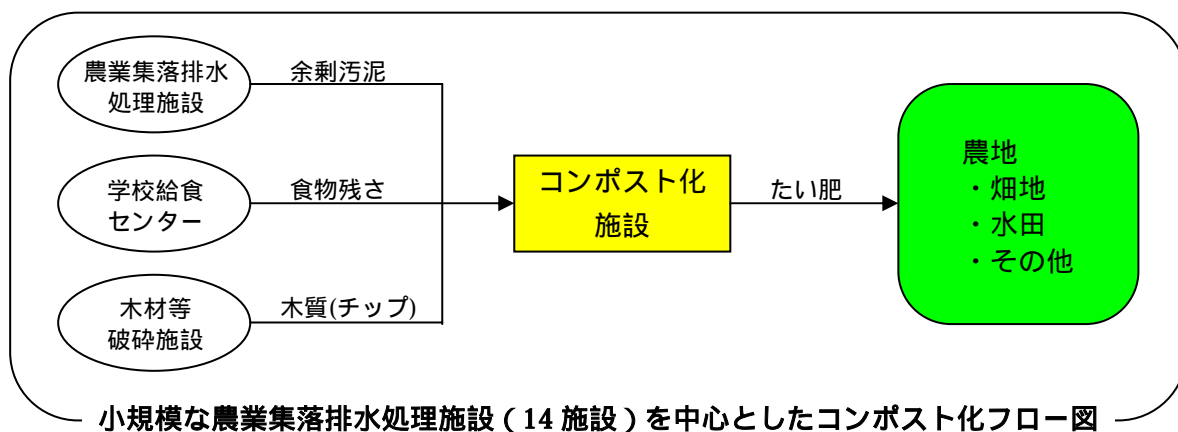 農業集落排水
処理施設
余剰汚泥
学校給食
センター
食物残さ
木材等
破砕施設
木質(チップ)
コンポスト化
施設
たい肥
農地
・畑地
・水田
・その他
小規模な農業集落排水処理施設（14 施設）を中心としたコンポスト化フロー図